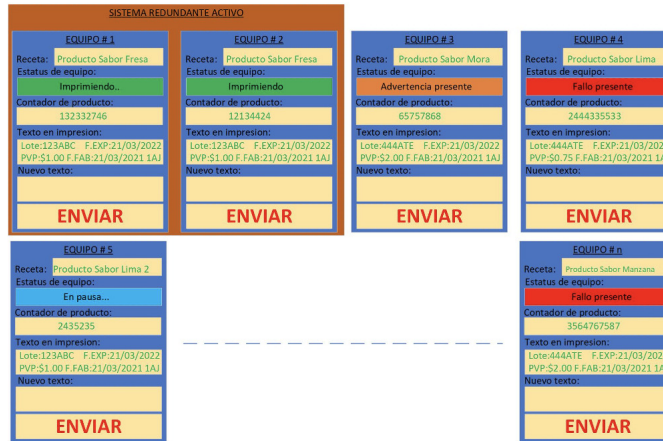 SISTEMA REDUNDANTE ACTIVO
EQUIPO # 1
Receta: Producto Sabor Fresa
Estatus de equipo:
Imprimiendo..
Contador de producto:
132332746
Texto en impresion:
Lote:123ABC F.EXP:21/03/2022
PVP:$1.00 F.FAB:21/03/2021 1AJ
Nuevo texto:
ENVIAR
EQUIPO # 2
Receta: Producto Sabor Fresa
Estatus de equipo:
Imprimiendo
Contador de producto:
12134424
Texto en impresion:
Lote:123ABC F.EXP:21/03/2022
PVP:$1.00 F.FAB:21/03/2021 1AJ
Nuevo texto:
ENVIAR
EQUIPO # 3
Receta: Producto Sabor Mora
Estatus de equipo:
Advertencia presente
Contador de producto:
65757868
Texto en impresion:
Lote:444ATE F.EXP:21/03/2022
PVP:$2.00 F.FAB:21/03/2021 1AJ
Nuevo texto:
ENVIAR
EQUIPO # 4
Receta: Producto Sabor Lima
Estatus de equipo:
Fallo presente
Contador de producto:
2444335533
Texto en impresion:
Lote:444ATE F.EXP:21/03/202
PVP:$0.75 F.FAB:21/03/2021 1A
Nuevo texto:
ENVIAR
EQUIPO # 5
Receta: Producto Sabor Lima 2
Estatus de equipo:
En pausa...
Contador de producto:
2435235
Texto en impresion:
Lote:123ABC F.EXP:21/03/2022
PVP:$1.00 F.FAB:21/03/2021 1AJ
Nuevo texto:
ENVIAR
EQUIPO # n
Receta: Producto Sabor Manzana
Estatus de equipo:
Fallo presente
Contador de producto:
3564767587
Texto en impresion:
Lote:444ATE F.EXP:21/03/202
PVP:$2.00 F.FAB:21/03/2021 1A
Nuevo texto:
ENVIAR